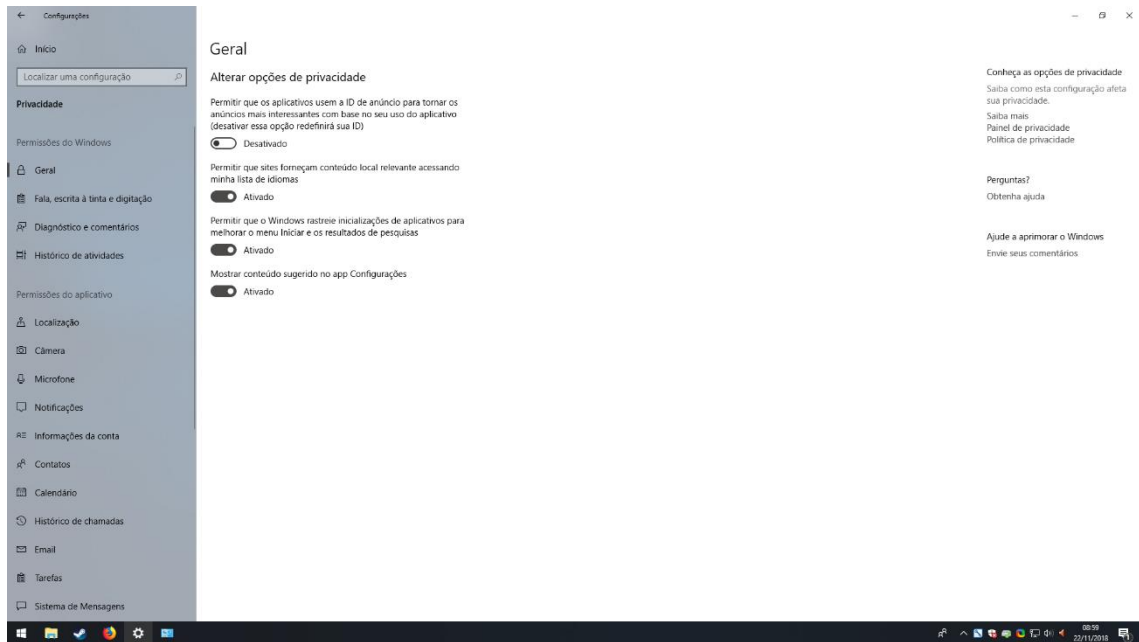 Configurações
Início
Localizar uma configuração
Privacidade
Permissões do Windows
Geral
Fala, escrita à tinta e digitação
Diagnóstico e comentários
Histórico de atividades
Permissões do aplicativo
Localização
Câmera
Microfone
Notificações
Informações da conta
Contatos
Calendário
Histórico de chamadas
Email
Tarefas
Sistema de Mensagens
Geral
Alterar opções de privacidade
Permitir que os aplicativos usem a ID de anúncio para tornar os
anúncios mais interessantes com base no seu uso do aplicativo
(desativar essa opção redefinirá sua ID)
Desativado
Permitir que sites forneçam conteúdo local relevante acessando
minha lista de idiomas
Ativado
Permitir que o Windows rastreie inicializações de aplicativos para
melhorar o menu Iniciar e os resultados de pesquisas
Ativado
Mostrar conteúdo sugerido no app Configurações
Ativado
Conheça as opções de privacidade
Saiba como esta configuração afeta
sua privacidade.
Saiba mais
Painel de privacidade
Política de privacidade
Perguntas?
Obtenha ajuda
Ajude a aprimorar o Windows
Envie seus comentários
08:59
22/11/2018